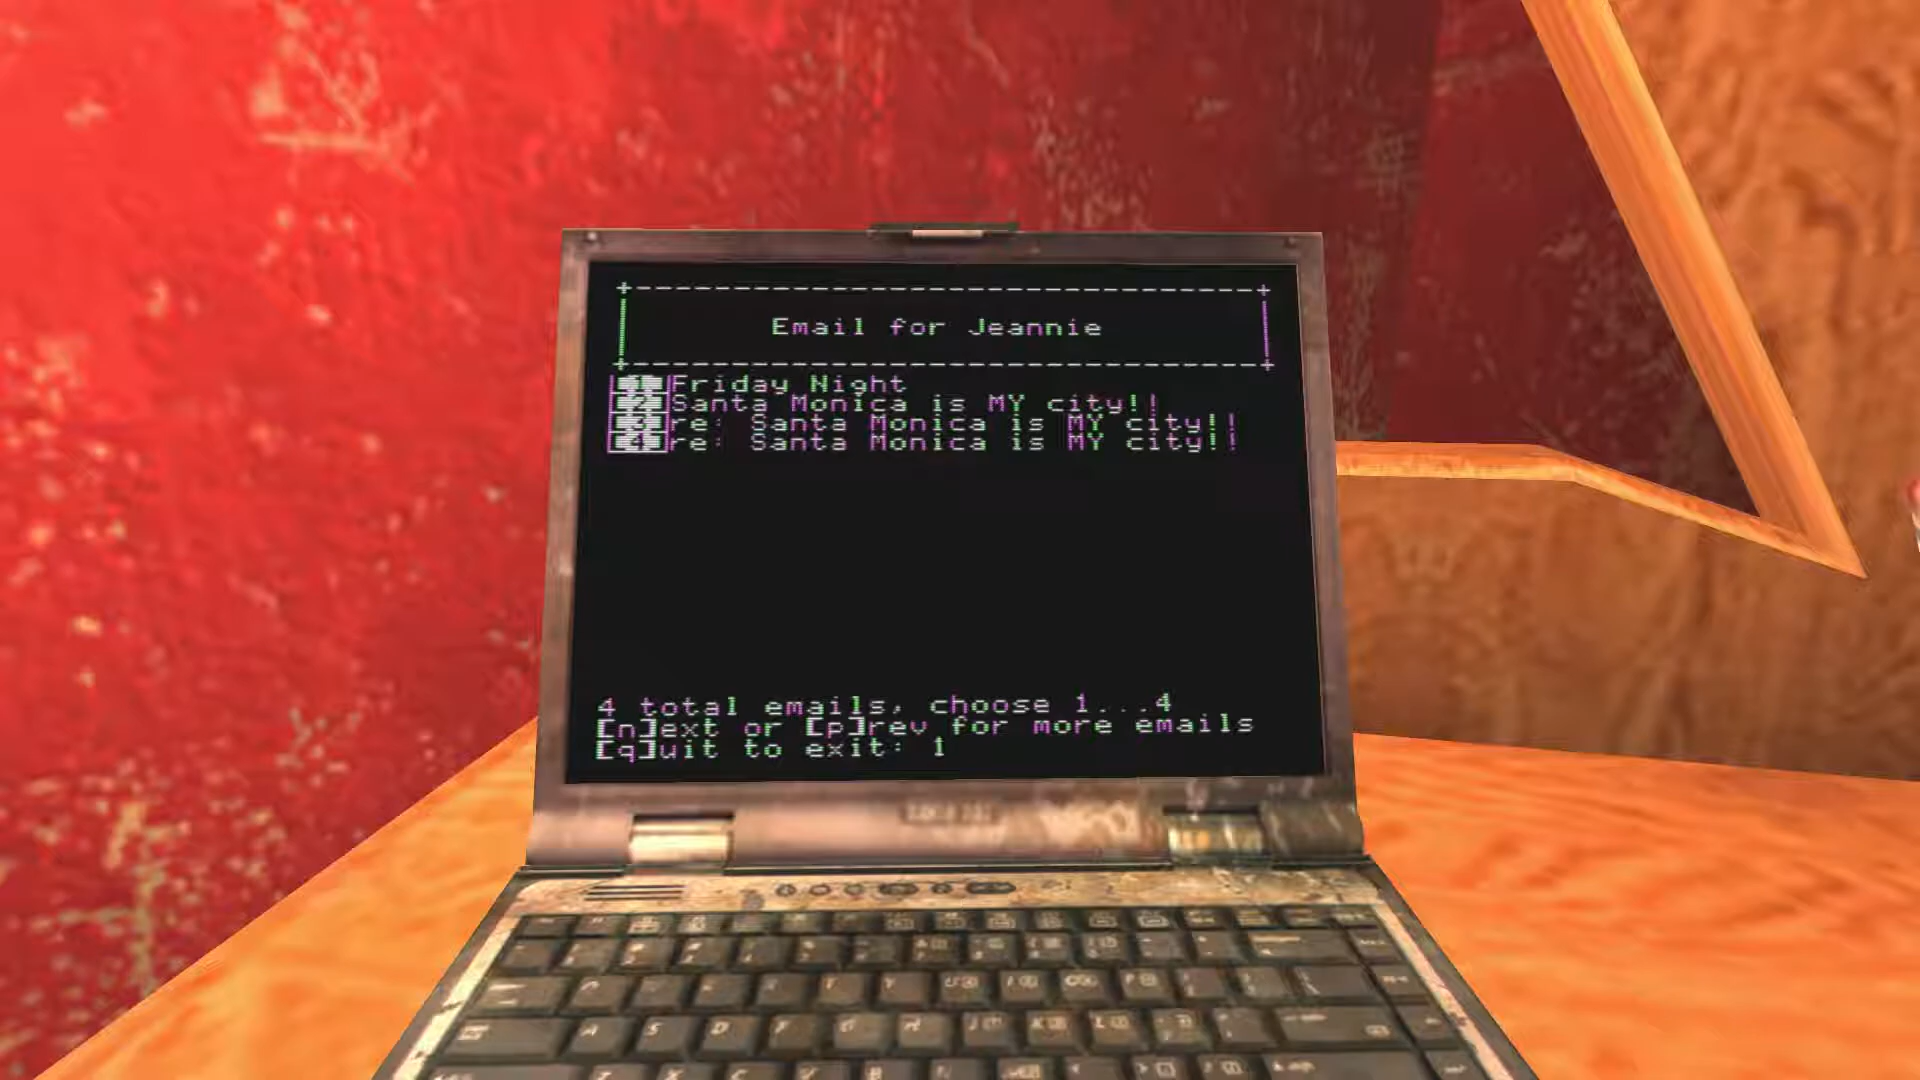 Email for Jeannie
1 Friday Night
2 Santa Monica is MY city!!
3 re: Santa Monica is MY city!!
4 re: Santa Monica is MY city!!
4 total emails, choose 1...4
[n]ext or [p]rev for more emails
[q]uit to exit: 1